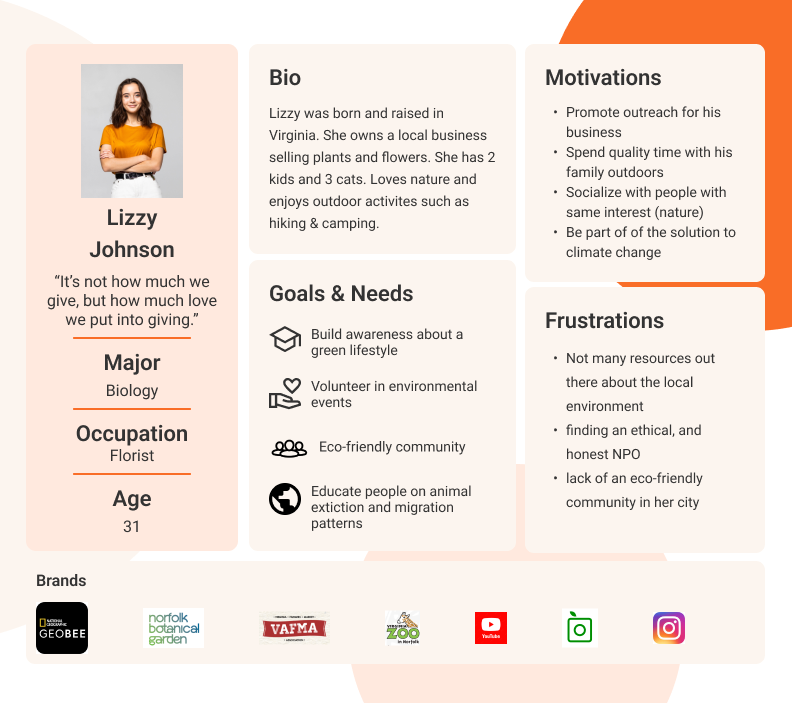 Lizzy
Johnson
“It’s not how much we
give, but how much love
we put into giving.”
Major
Biology
Occupation
Florist
Age
31
Bio
Lizzy was born and raised in
Virginia. She owns a local business
selling plants and flowers. She has 2
kids and 3 cats. Loves nature and
enjoys outdoor activites such as
hiking & camping.
Goals & Needs
Build awareness about a
green lifestyle
Volunteer in environmental
events
Eco-friendly community
Educate people on animal
extiction and migration
patterns
Motivations
• Promote outreach for his
business
• Spend quality time with his
family outdoors
• Socialize with people with
same interest (nature)
• Be part of of the solution to
climate change
Frustrations
• Not many resources out
there about the local
environment
• finding an ethical, and
honest NPO
• lack of an eco-friendly
community in her city
Brands
NATIONAL
GEOGRAPHIC
GEOBEE
norfolk
botanical
garden
VAFMA
VIRGINIA
ZOO
in Norfolk
YouTube